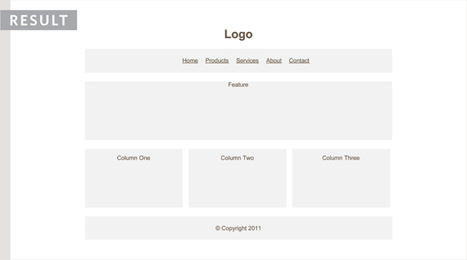 RESULT
Logo
Home Products Services About Contact
Feature
Column One Column Two Column Three
© Copyright 2011